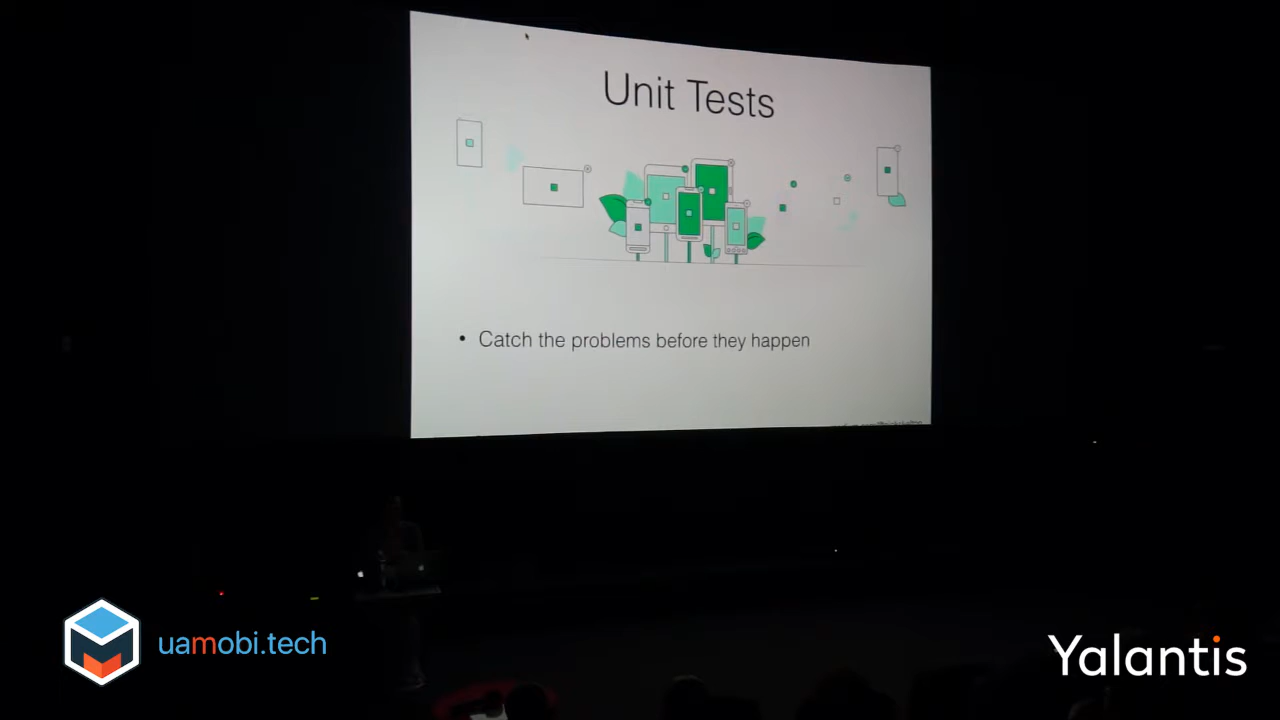 Unit Tests
• Catch the problems before they happen
uamobi.tech
Yalantis